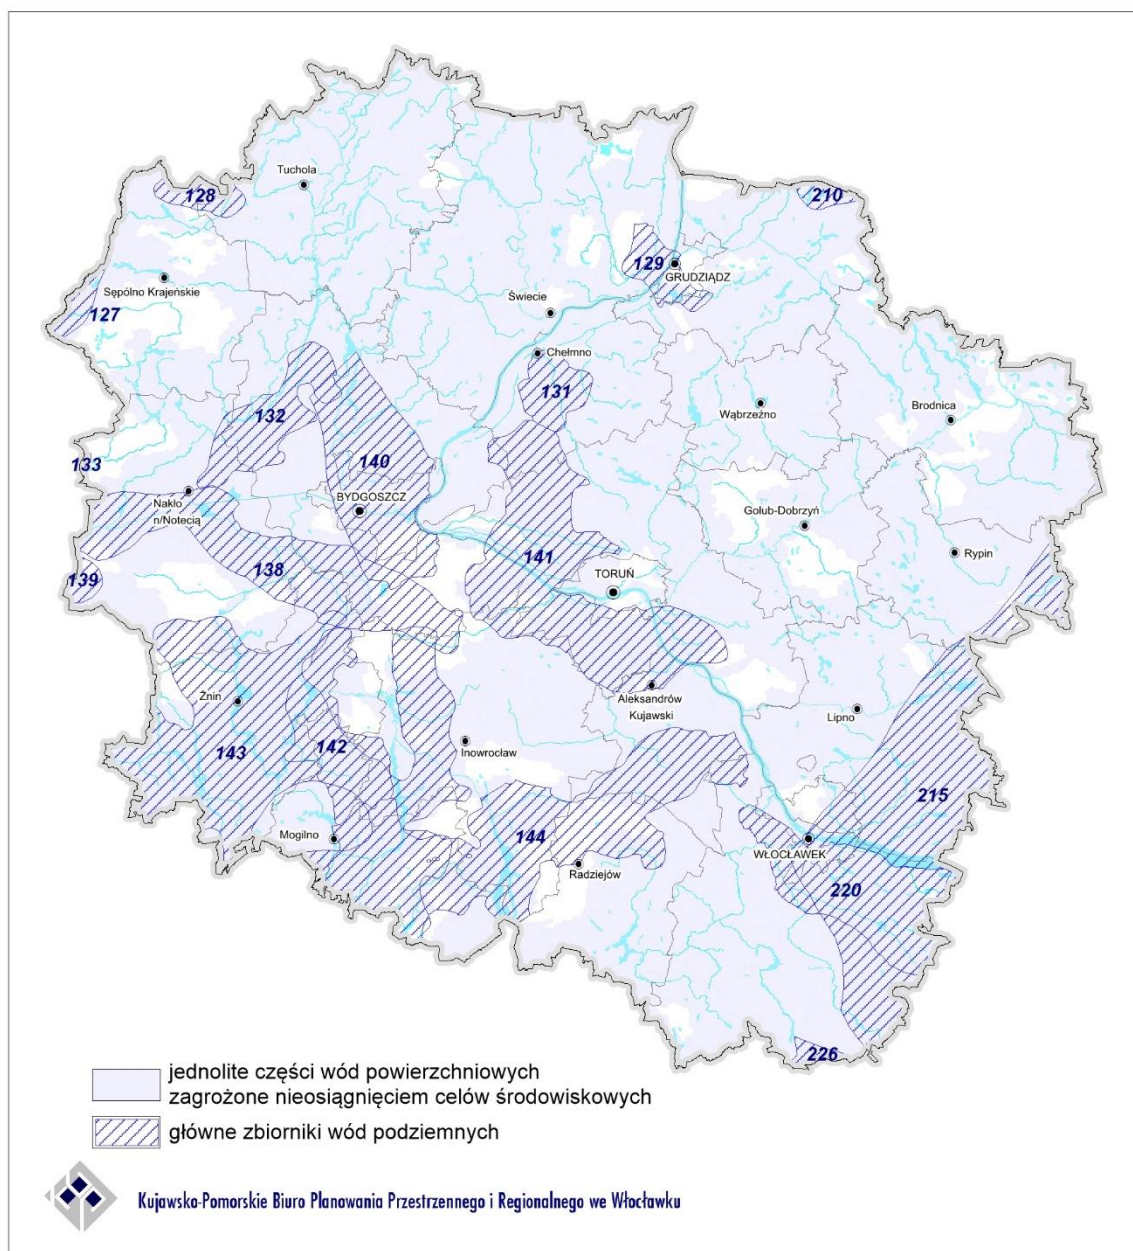 Tuchola
128
210
129
GRUDZIĄDZ
Sępólno Krajeńskie
127
Świecie
Chełmno
131
Wąbrzeźno
Brodnica
132
133
140
Nakło
n/Notecią
BYDGOSZCZ
Golub-Dobrzyń
Rypin
139
138
141
TORUŃ
Żnin
Aleksandrów
Kujawski
Lipno
143
142
Inowrocław
215
Mogilno
144
Radziejów
WŁOCŁAWEK
220
226
jednolite części wód powierzchniowych
zagrożone nieosiągnięciem celów środowiskowych
główne zbiorniki wód podziemnych
Kujawsko-Pomorskie Biuro Planowania Przestrzennego i Regionalnego we Włocławku